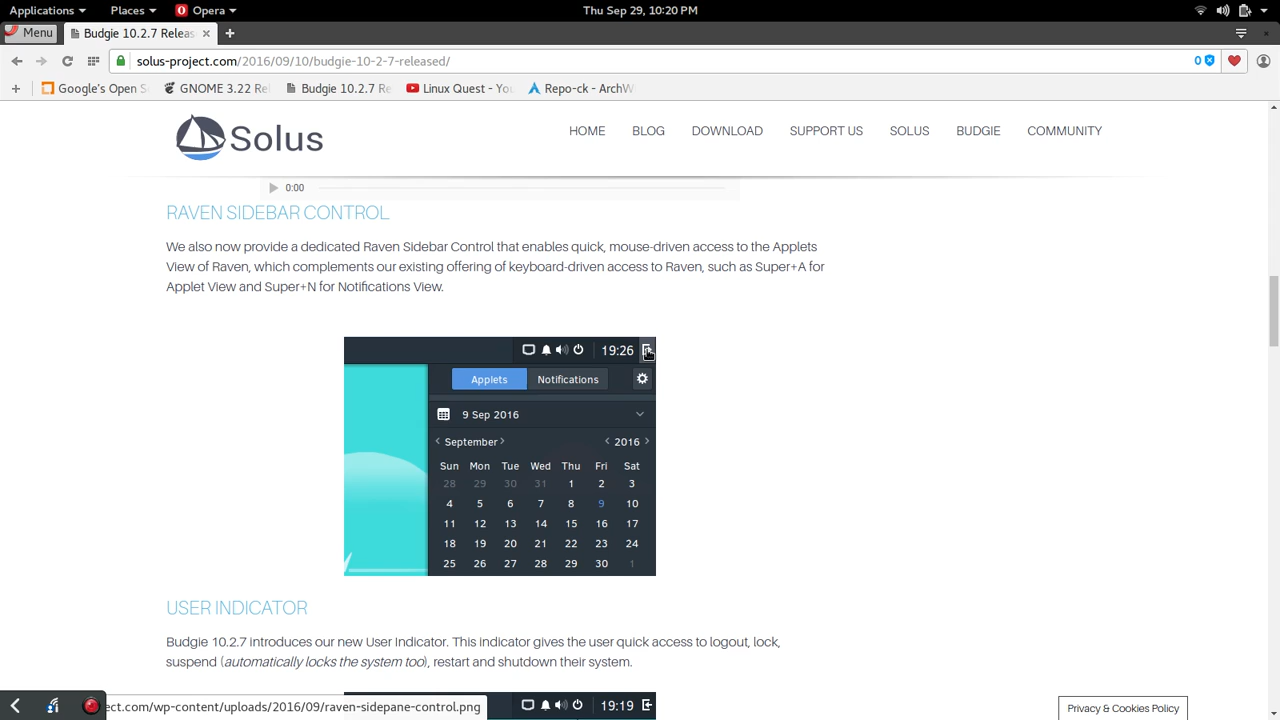 Applications Places Opera Thu Sep 29, 10:20 PM
Menu Budgie 10.2.7 Releas
solus-project.com/2016/09/10/budgie-10-2-7-released/ 0
Google's Open S GNOME 3.22 Re Budgie 10.2.7 Re Linux Quest - Yo Repo-ck - ArchW
Solus HOME BLOG DOWNLOAD SUPPORT US SOLUS BUDGIE COMMUNITY
0:00
RAVEN SIDEBAR CONTROL
We also now provide a dedicated Raven Sidebar Control that enables quick, mouse-driven access to the Applets
View of Raven, which complements our existing offering of keyboard-driven access to Raven, such as Super+A for
Applet View and Super+N for Notifications View.
19:26
Applets Notifications
9 Sep 2016
September 2016
Sun Mon Tue Wed Thu Fri Sat
28 29 30 31 1 2 3
4 5 6 7 8 9 10
11 12 13 14 15 16 17
18 19 20 21 22 23 24
25 26 27 28 29 30 1
USER INDICATOR
Budgie 10.2.7 introduces our new User Indicator. This indicator gives the user quick access to logout, lock,
suspend (automatically locks the system too), restart and shutdown their system.
19:19
ect.com/wp-content/uploads/2016/09/raven-sidepane-control.png
Privacy & Cookies Policy